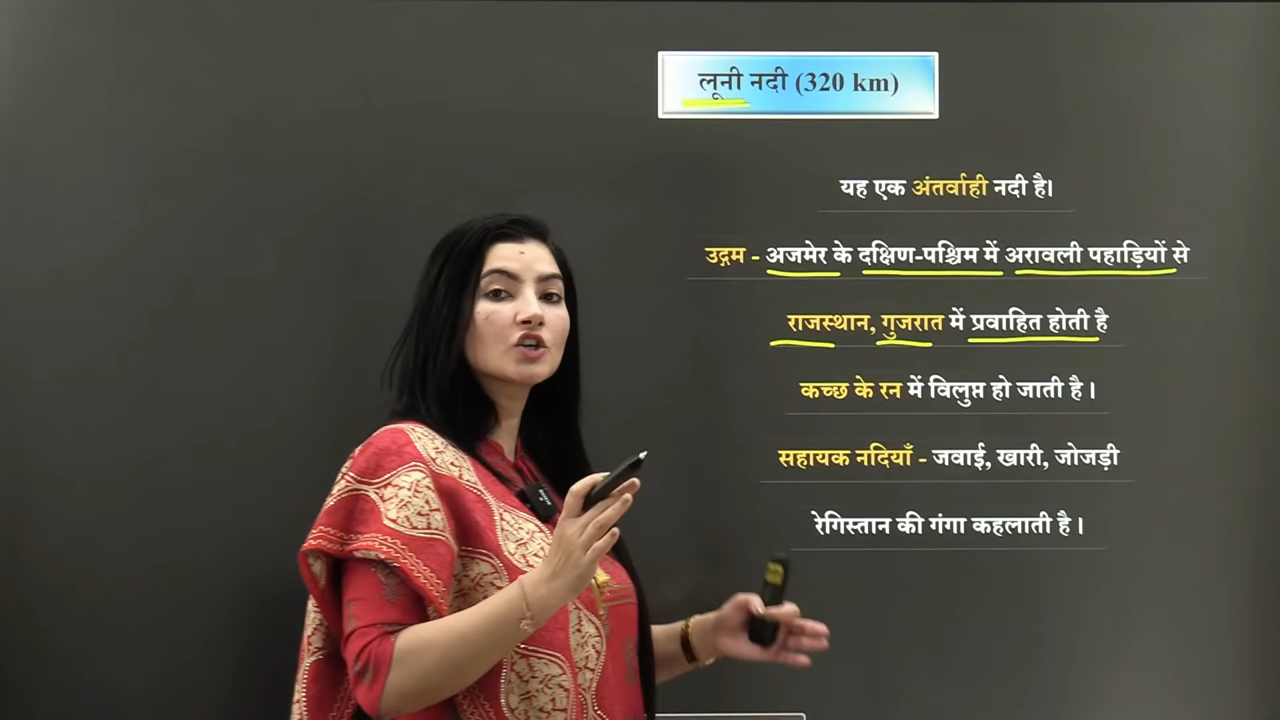 लूनी नदी (320 km)
यह एक अंतर्वाही नदी है।
उद्गम - अजमेर के दक्षिण-पश्चिम में अरावली पहाड़ियों से
राजस्थान, गुजरात में प्रवाहित होती है
कच्छ के रन में विलुप्त हो जाती है।
सहायक नदियाँ - जवाई, खारी, जोजड़ी
रेगिस्तान की गंगा कहलाती है।